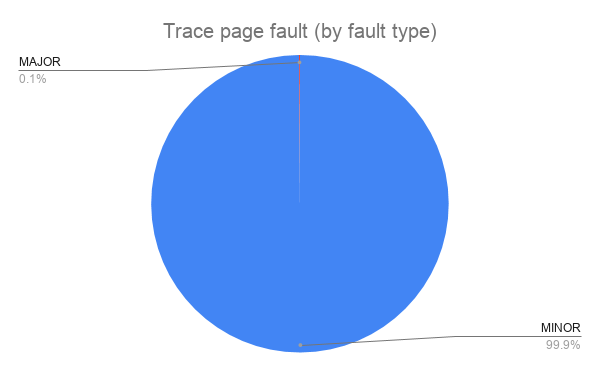 Trace page fault (by fault type)
MAJOR
0.1%
MINOR
99.9%